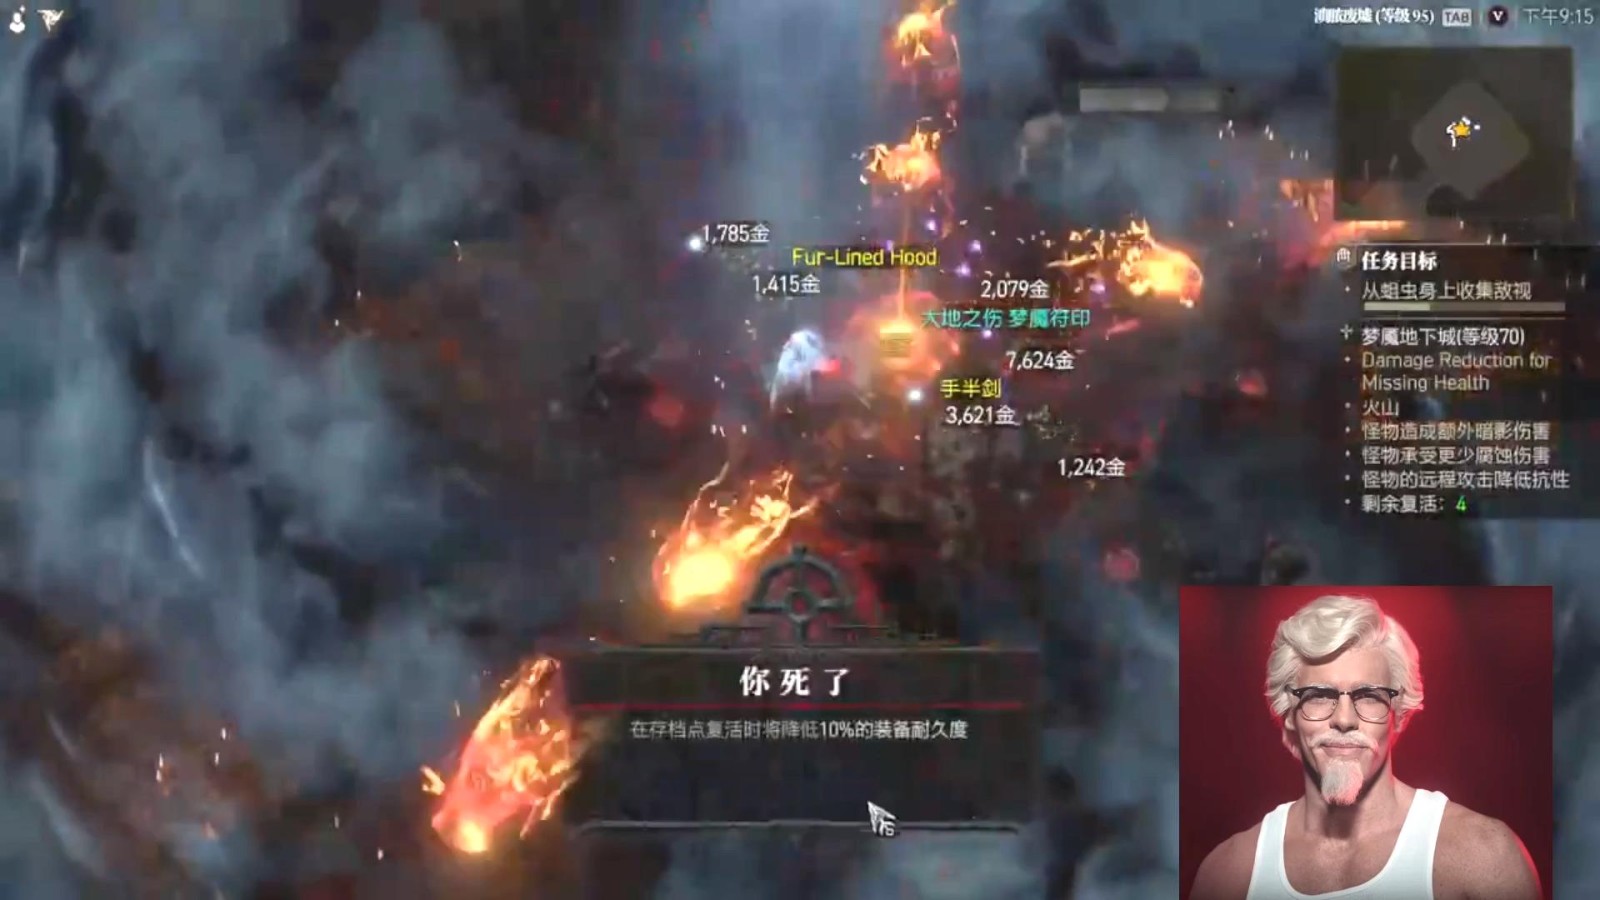 (等级 95) TAB V 下午9:15
1,785金
Fur-Lined Hood
1,415金
2,079金
大地之伤 梦魇符印
7,624金
手半剑
3,621金
1,242金
任务目标
从蛆虫身上收集敌视
梦魇地下城(等级70)
Damage Reduction for
Missing Health
火山
怪物造成额外暗影伤害
怪物承受更少腐蚀伤害
怪物的远程攻击降低抗性
剩余复活: 4
你死了
在存档点复活时将降低10%的装备耐久度